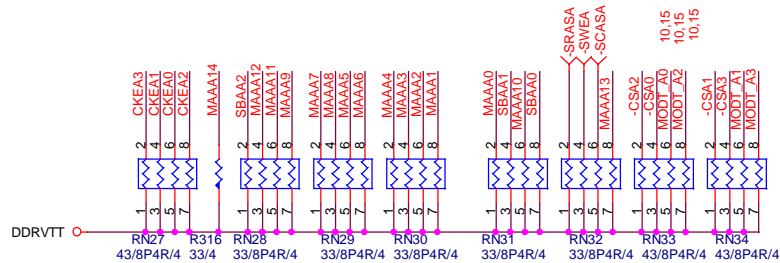 -SRASA
-SWEA
-SCASA
10,15
10,15
10,15
CKEA3
CKEA1
CKEA0
CKEA2
MAAA14
SBAA2
MAAA12
MAAA11
MAAA9
MAAA7
MAAA8
MAAA5
MAAA6
MAAA4
MAAA3
MAAA2
MAAA1
MAAA0
SBAA1
MAAA10
SBAA0
MAAA13
-CSA2
-CSA0
MODT_A0
MODT_A2
-CSA1
-CSA3
MODT_A1
MODT_A3
2 4 6 8 2 4 6 8 2 4 6 8 2 4 6 8 2 4 6 8 2 4 6 8 2 4 6 8 2 4 6 8
1 3 5 7 1 3 5 7 1 3 5 7 1 3 5 7 1 3 5 7 1 3 5 7 1 3 5 7 1 3 5 7
DDRVTT
RN27 R316 RN28 RN29 RN30 RN31 RN32 RN33 RN34
43/8P4R/4 33/4 33/8P4R/4 33/8P4R/4 33/8P4R/4 33/8P4R/4 33/8P4R/4 43/8P4R/4 43/8P4R/4